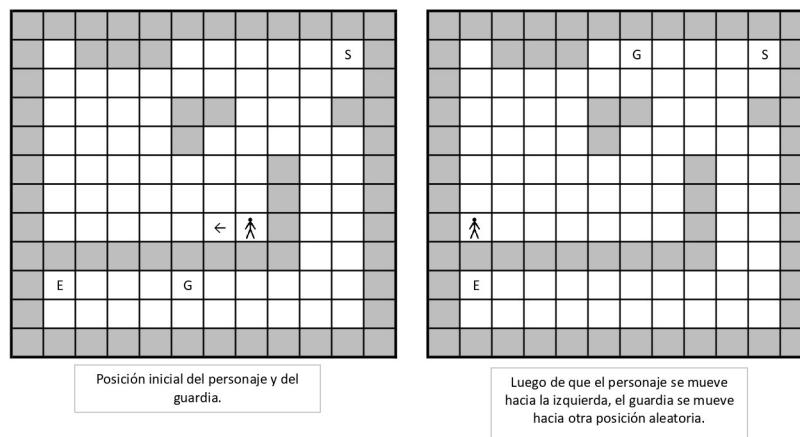 S
G S
←
E G
E
Posición inicial del personaje y del
guardia.
Luego de que el personaje se mueve
hacia la izquierda, el guardia se mueve
hacia otra posición aleatoria.